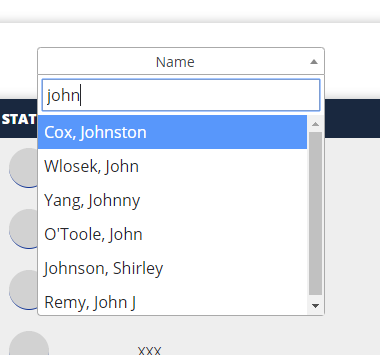 Name
john
STAT
Cox, Johnston
Wlosek, John
Yang, Johnny
O'Toole, John
Johnson, Shirley
Remy, John J
XXX